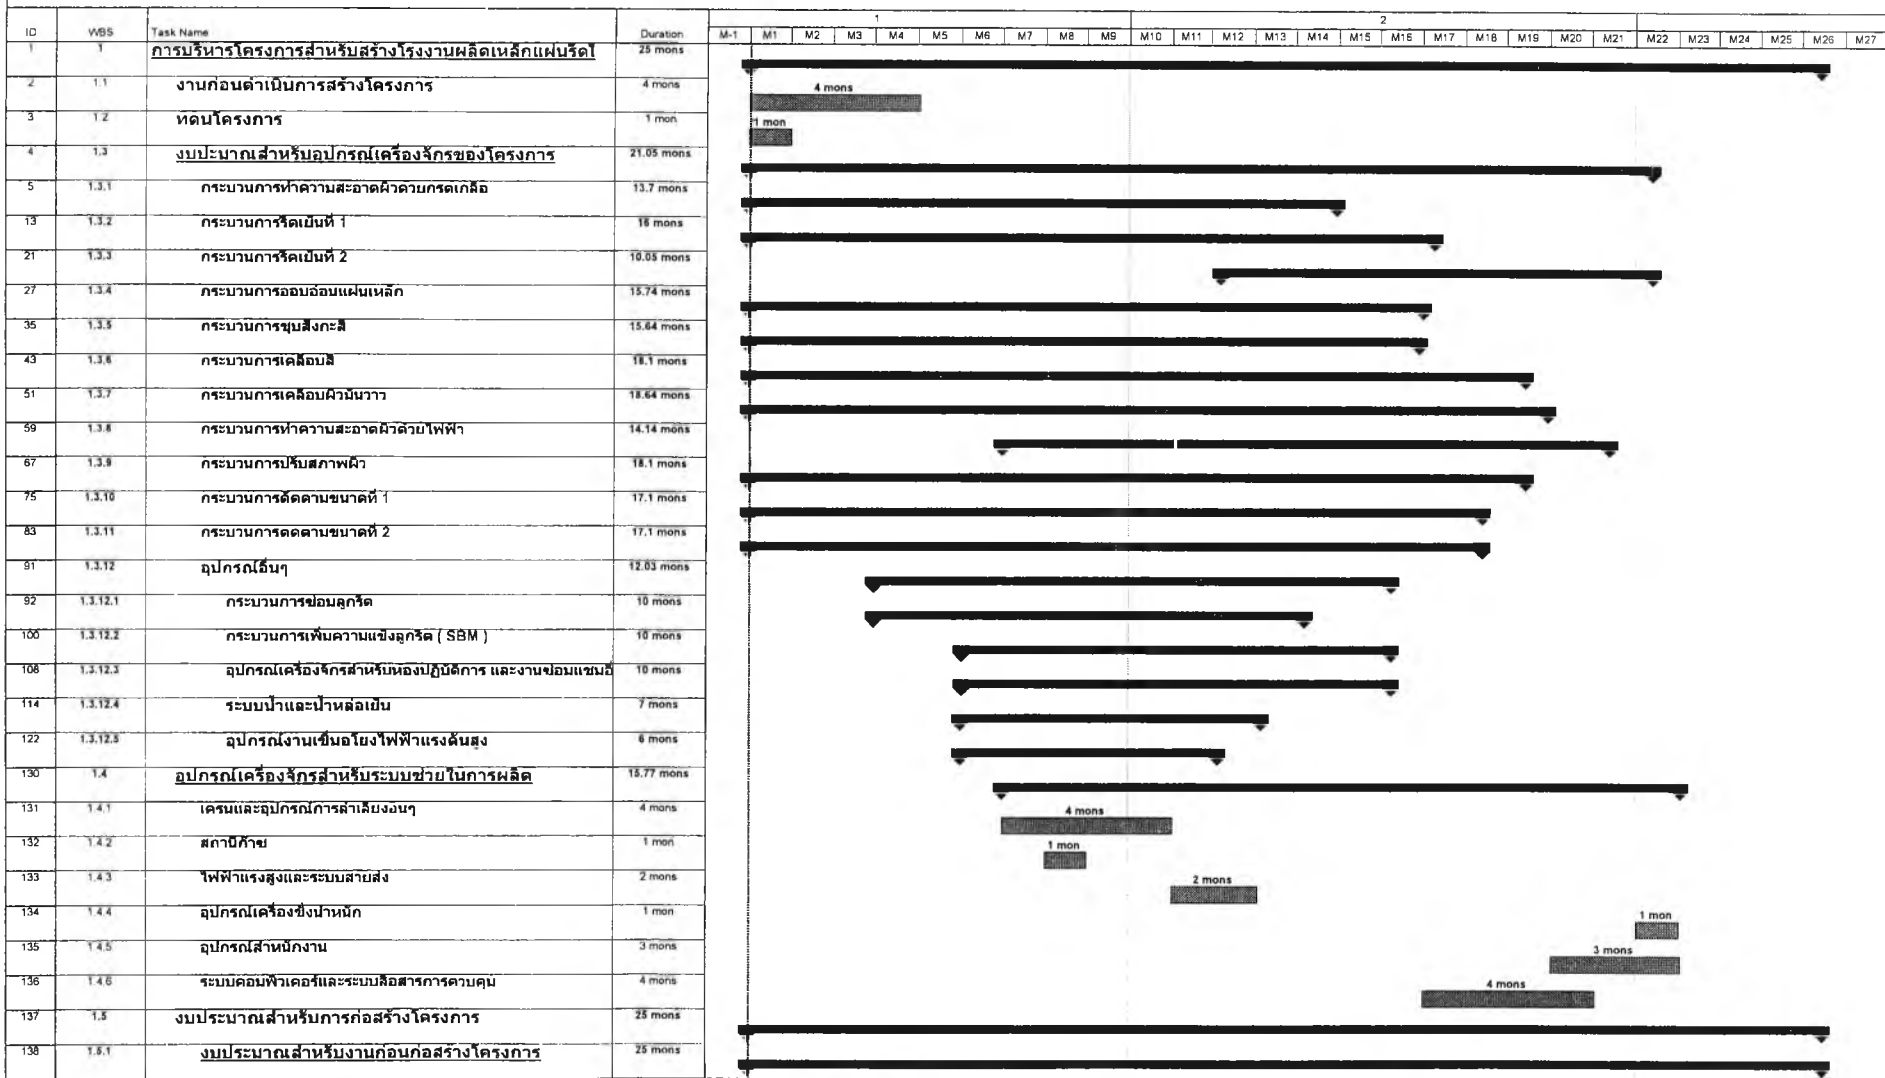 1 2
ID WBS Task Name Duration M-1 M1 M2 M3 M4 M5 M6 M7 M8 M9 M10 M11 M12 M13 M14 M15 M16 M17 M18 M19 M20 M21 M22 M23 M24 M25 M26 M27
1 1 การบริหารโครงการสำหรับสร้างโรงงานผลิตเหล็กแผ่นรีดเ 25 mons
2 1.1 งานก่อนดำเนินการสร้างโครงการ 4 mons 4 mons
3 1.2 ทดนโครงการ 1 mon 1 mon
4 1.3 งบปะมาณสำหรับอุปกรณ์เครื่องจักรของโครงการ 21.05 mons
5 1.3.1 กระบวนการทำความสะอาดผิวด้วยกรดเกลือ 13.7 mons
13 1.3.2 กระบวนการรีดเย็นที่ 1 16 mons
21 1.3.3 กระบวนการรีดเย็นที่ 2 10.05 mons
27 1.3.4 กระบวนการอบอ่อนแผ่นเหล็ก 15.74 mons
35 1.3.5 กระบวนการชุบสังกะสี 15.64 mons
43 1.3.6 กระบวนการเคลือบสี 18.1 mons
51 1.3.7 กระบวนการเคลือบผิวมันวาว 18.64 mons
59 1.3.8 กระบวนการทำความสะอาดผิวด้วยไฟฟ้า 14.14 mons
67 1.3.9 กระบวนการปรับสภาพผิว 18.1 mons
75 1.3.10 กระบวนการตัดตามขนาดที่ 1 17.1 mons
83 1.3.11 กระบวนการตดตามขนาดที่ 2 17.1 mons
91 1.3.12 อุปกรณ์อื่นๆ 12.03 mons
92 1.3.12.1 กระบวนการซ่อมลูกรีด 10 mons
100 1.3.12.2 กระบวนการเพิ่มความแข็งลูกรีด ( SBM ) 10 mons
108 1.3.12.3 อุปกรณ์เครื่องจักรสำหรับห้องปฏิบัติการ และงานซ่อมแซมอื 10 mons
114 1.3.12.4 ระบบน้ำและน้ำหล่อเย็น 7 mons
122 1.3.12.5 อุปกรณ์งานเชื่อมโยงไฟฟ้าแรงดันสูง 6 mons
130 1.4 อุปกรณ์เครื่องจักรสำหรับระบบช่วยในการผลิต 15.77 mons
131 1.4.1 เครนและอุปกรณ์การลำเลียงอื่นๆ 4 mons 4 mons
132 1.4.2 สถานีก๊าซ 1 mon 1 mon
133 1.4.3 ไฟฟ้าแรงสูงและระบบสายส่ง 2 mons 2 mons
134 1.4.4 อุปกรณ์เครื่องชั่งน้ำหนัก 1 mon 1 mon
135 1.4.5 อุปกรณ์สำหนักงาน 3 mons 3 mons
136 1.4.6 ระบบคอมพิวเตอร์และระบบสื่อสารการควบคุม 4 mons 4 mons
137 1.5 งบประมาณสำหรับการก่อสร้างโครงการ 25 mons
138 1.5.1 งบประมาณสำหรับงานก่อนก่อสร้างโครงการ 25 mons